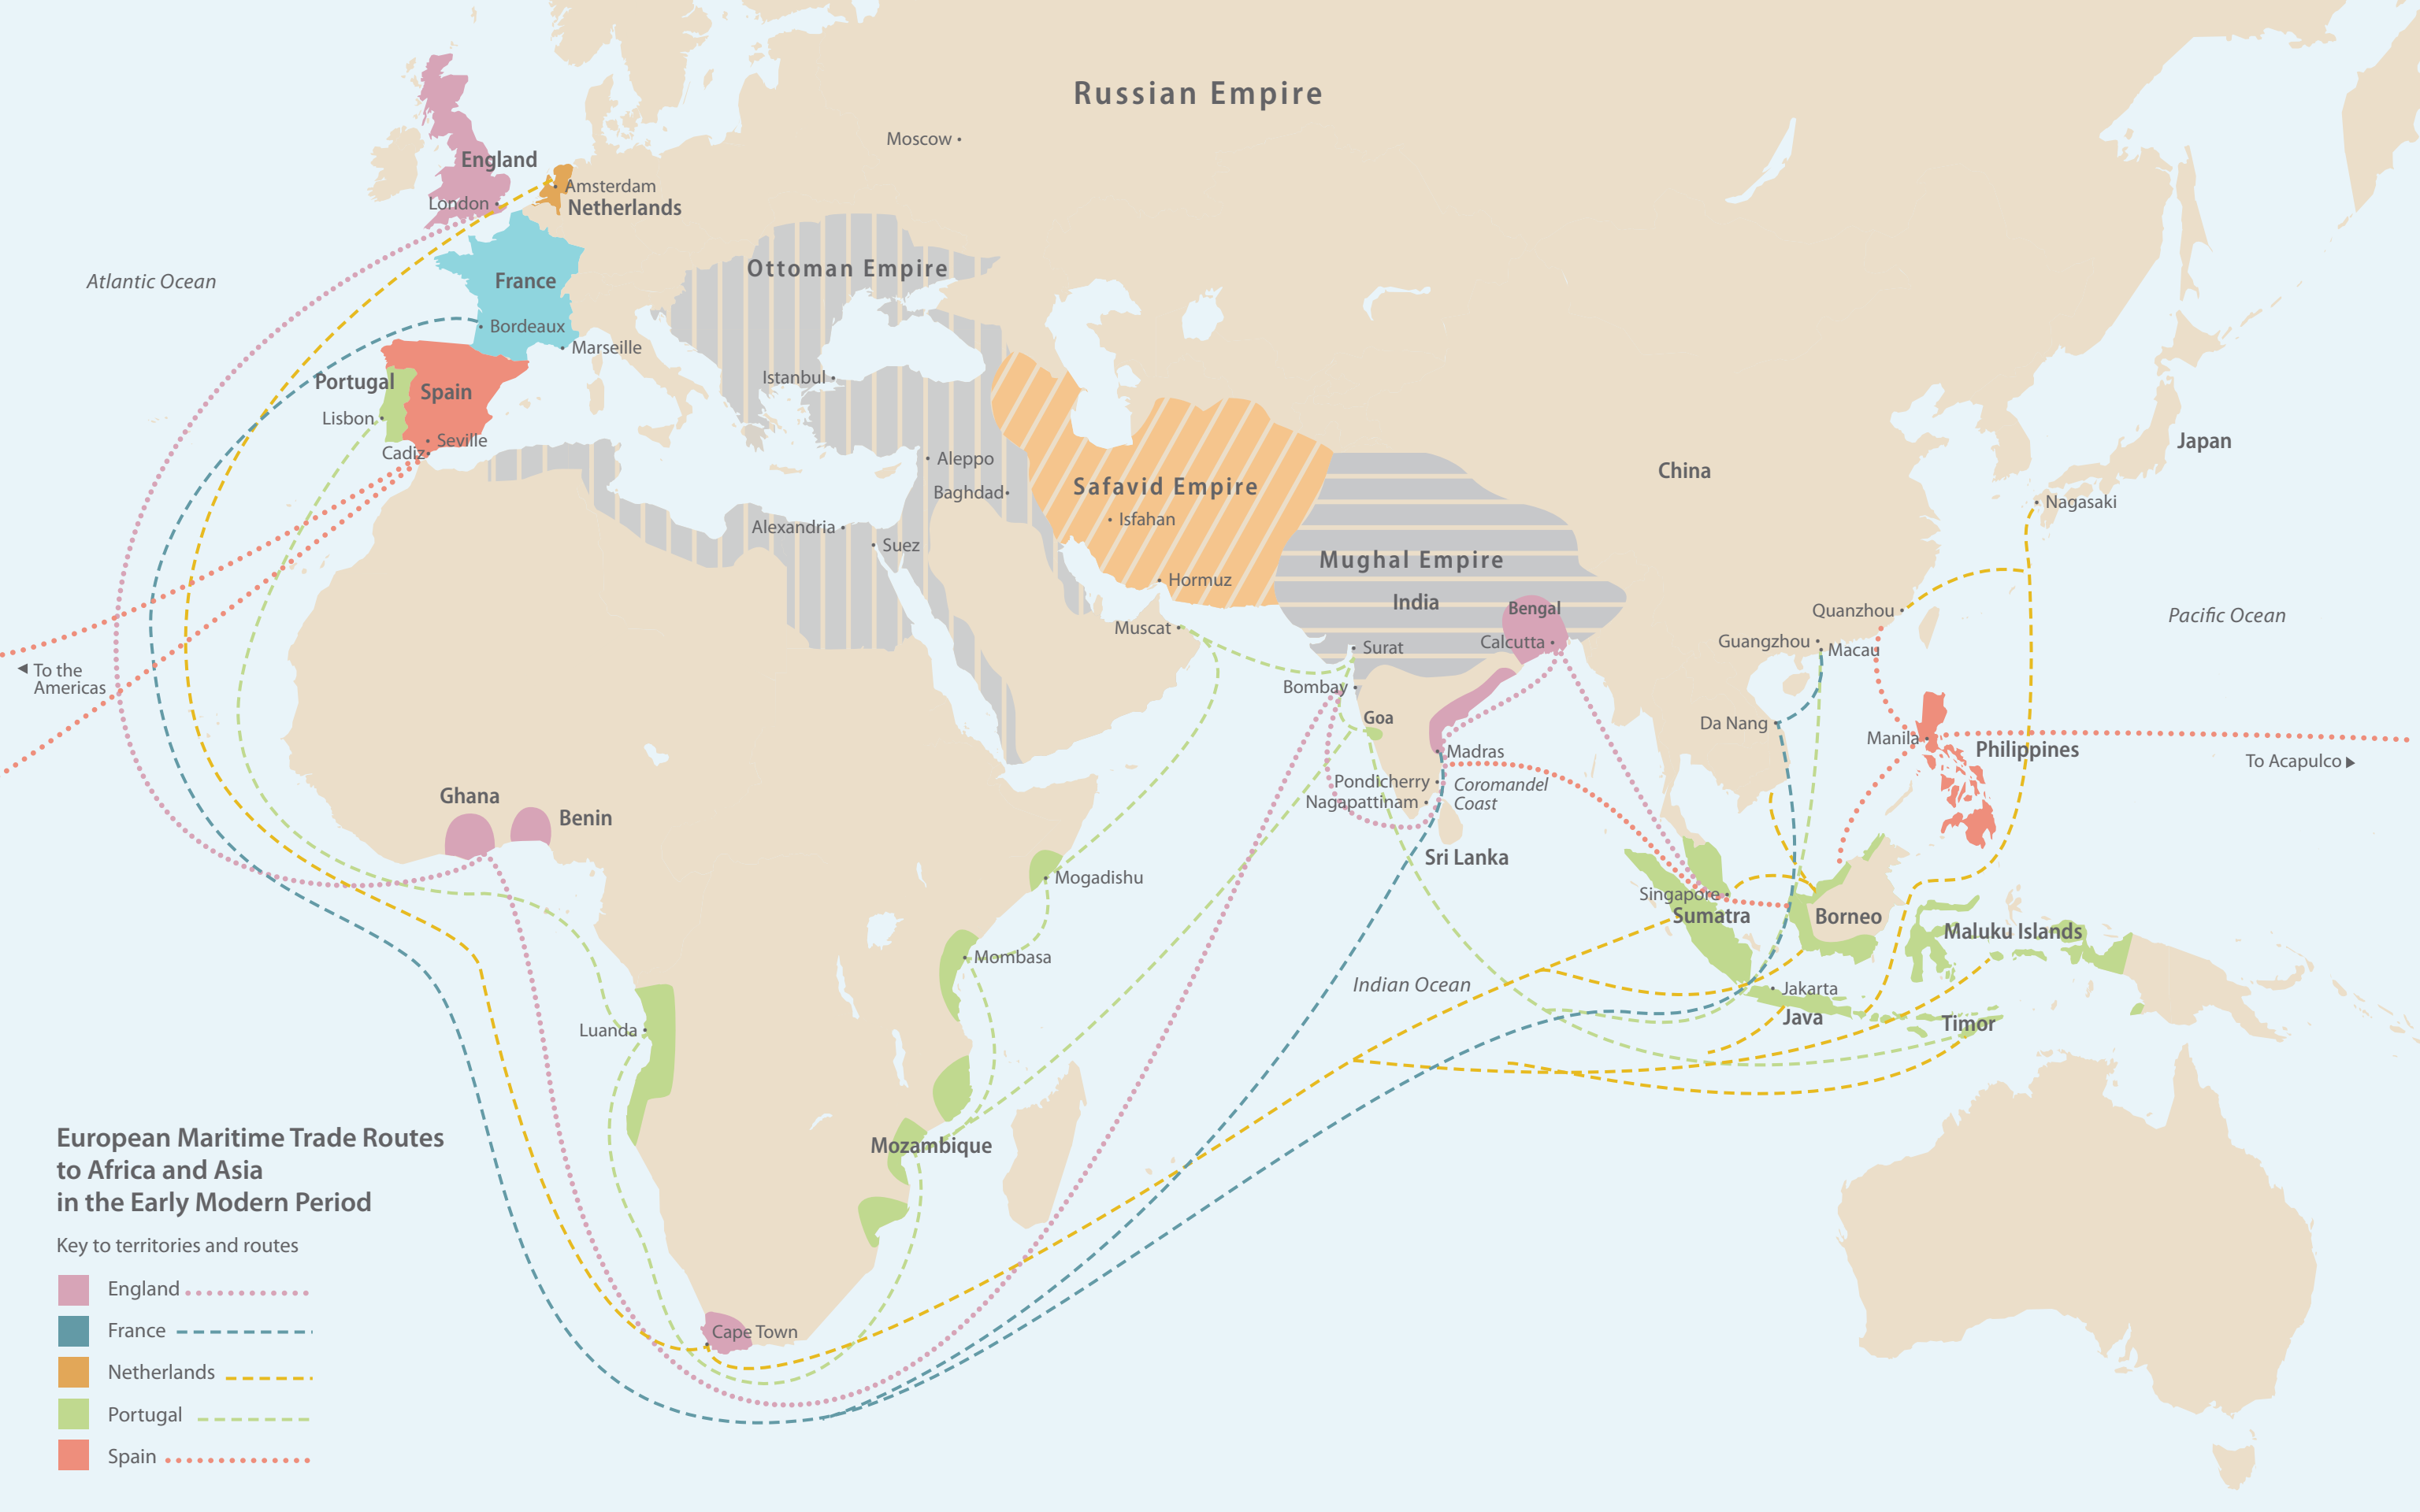 Russian Empire
Moscow
England
Amsterdam
Netherlands
London
Atlantic Ocean
France
Ottoman Empire
Bordeaux
Marseille
Portugal
Spain
Istanbul
Lisbon
Seville
Cadiz
Aleppo
Baghdad
Safavid Empire
Isfahan
Alexandria
Suez
Hormuz
Muscat
China
Japan
Nagasaki
Mughal Empire
India
Bengal
Calcutta
Surat
Bombay
Goa
Quanzhou
Guangzhou
Macau
Pacific Ocean
To the
Americas
Da Nang
Manila
Philippines
To Acapulco
Madras
Pondicherry
Nagapattinam
Coromandel
Coast
Sri Lanka
Ghana
Benin
Mogadishu
Mombasa
Singapore
Sumatra
Borneo
Maluku Islands
Indian Ocean
Jakarta
Java
Timor
Luanda
Mozambique
Cape Town
European Maritime Trade Routes
to Africa and Asia
in the Early Modern Period
Key to territories and routes
England
France
Netherlands
Portugal
Spain